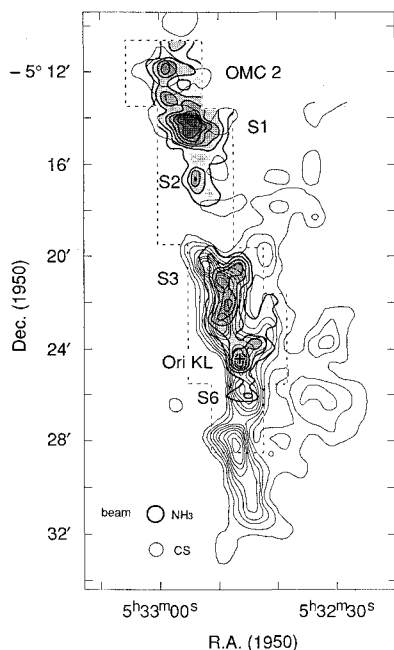 OMC 2
− 5° 12′
S1
16′
S2
20′
S3
Dec. (1950)
24′
Ori KL
S6
28′
beam NH₃
32′
CS
5ʰ33ᵐ00ˢ 5ʰ32ᵐ30ˢ
R.A. (1950)